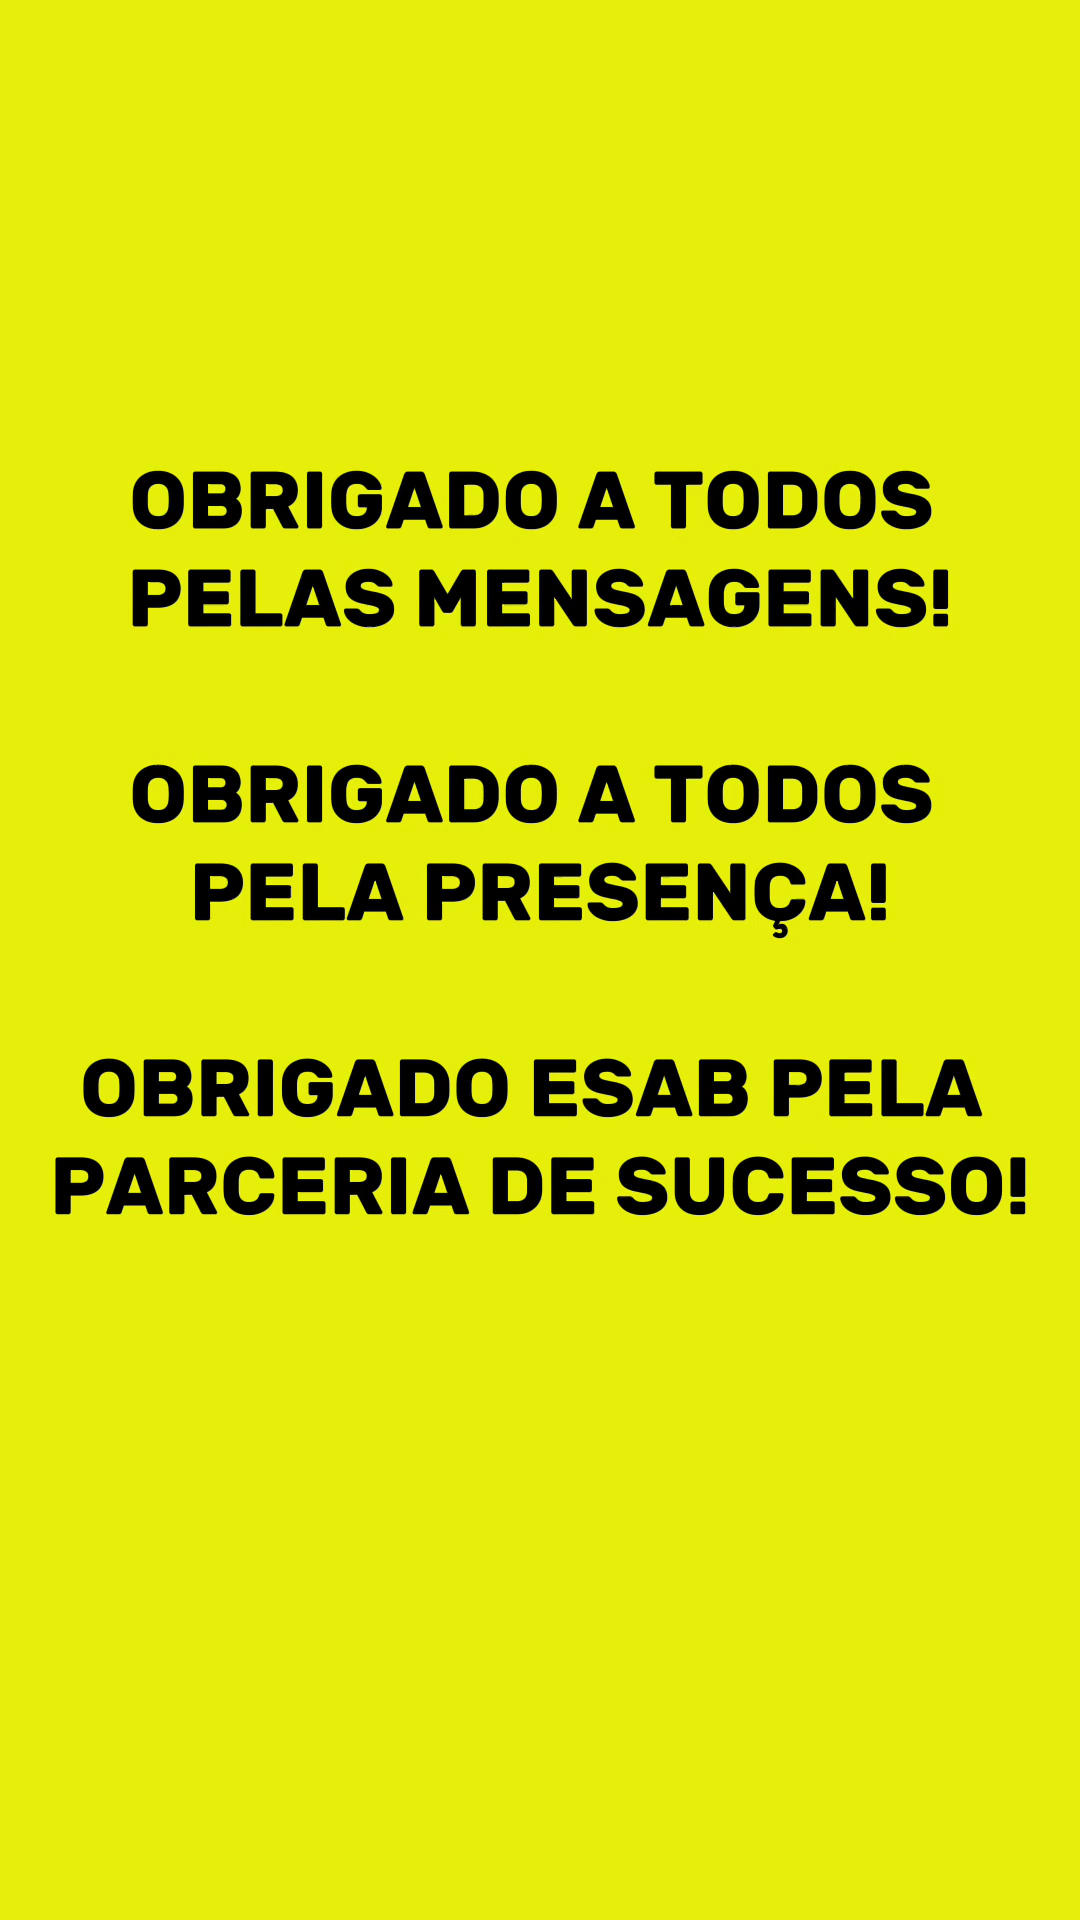 OBRIGADO A TODOS
PELAS MENSAGENS!
OBRIGADO A TODOS
PELA PRESENÇA!
OBRIGADO ESAB PELA
PARCERIA DE SUCESSO!